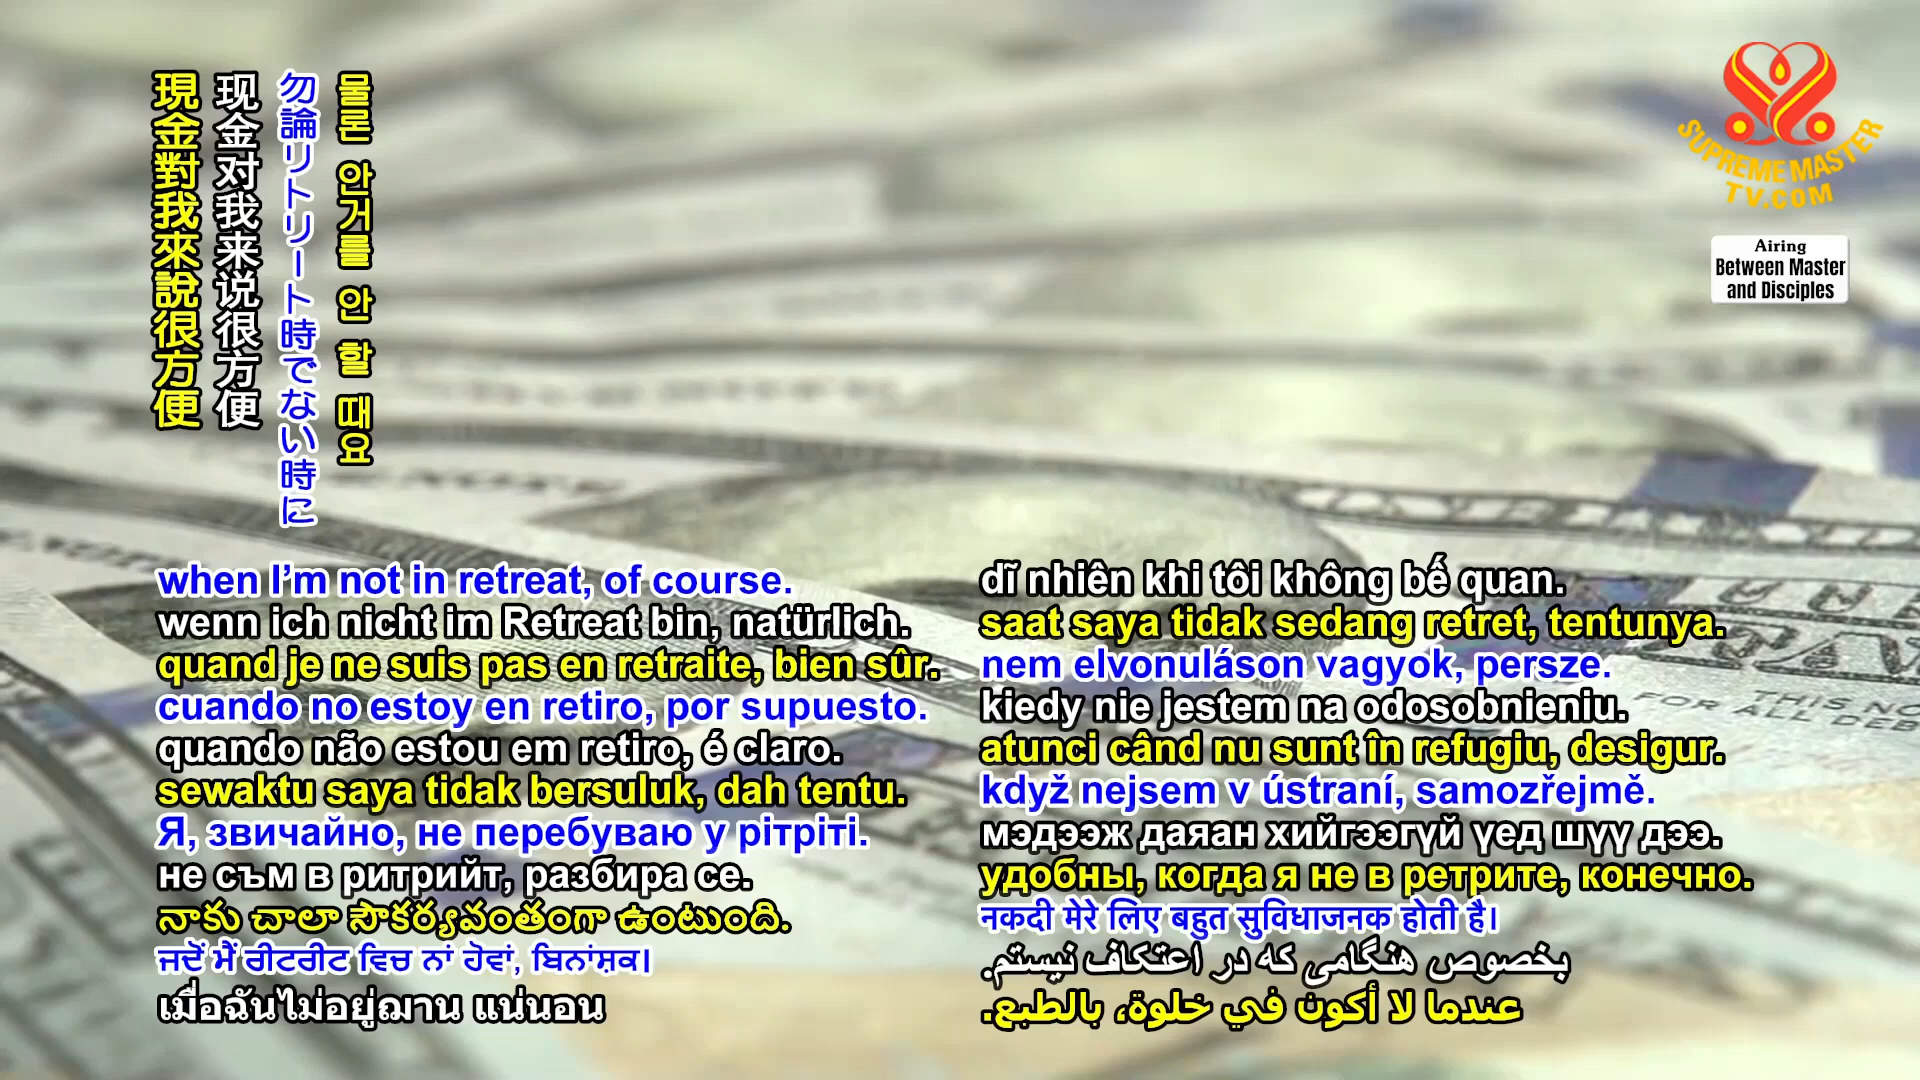 現金對我來說很方便
现金对我来说很方便
勿論リトリート時でない時に
물론 안거를 안 할 때요
SUPREME MASTER
TV.COM
Airing
Between Master
and Disciples
when I’m not in retreat, of course.
wenn ich nicht im Retreat bin, natürlich.
quand je ne suis pas en retraite, bien sûr.
cuando no estoy en retiro, por supuesto.
quando não estou em retiro, é claro.
sewaktu saya tidak bersuluk, dah tentu.
Я, звичайно, не перебуваю у рітріті.
не съм в ритрийт, разбира се.
నాకు చాలా సౌకర్యవంతంగా ఉంటుంది.
ਜਦੋਂ ਮੈਂ ਰੀਟਰੀਟ ਵਿਚ ਨਾਂ ਹੋਵਾਂ, ਬਿਨਾਂਸ਼ਕ।
เมื่อฉันไม่อยู่ฌาน แน่นอน
dĩ nhiên khi tôi không bế quan.
saat saya tidak sedang retret, tentunya.
nem elvonuláson vagyok, persze.
kiedy nie jestem na odosobnieniu.
atunci când nu sunt în refugiu, desigur.
když nejsem v ústraní, samozřejmě.
мэдээж даяан хийгээгүй үед шүү дээ.
удобны, когда я не в ретрите, конечно.
नकदी मेरे लिए बहुत सुविधाजनक होती है।
بخصوص هنگامی که در اعتکاف نیستم.
عندما لا أكون في خلوة، بالطبع.
THIS NO
FOR ALL DEB